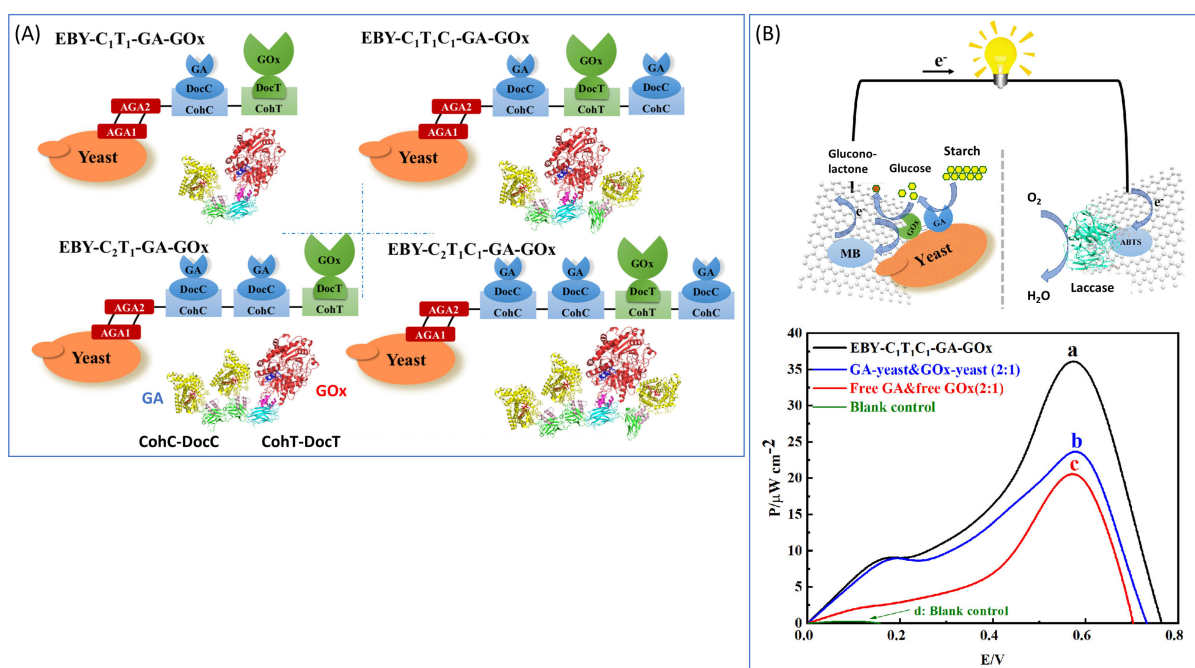 (A)
EBY-C₁T₁-GA-GOx
GOx
GA
DocC
DocT
CohC
CohT
AGA2
AGA1
Yeast
EBY-C₁T₁C₁-GA-GOx
GOx
GA
GA
DocC
DocT
DocC
CohC
CohT
CohC
AGA2
AGA1
Yeast
EBY-C₂T₁-GA-GOx
GOx
GA
GA
DocC
DocC
DocT
CohC
CohC
CohT
AGA2
AGA1
Yeast
GA
GOx
CohC-DocC
CohT-DocT
EBY-C₂T₁C₁-GA-GOx
GOx
GA
GA
GA
DocC
DocC
DocT
DocC
CohC
CohC
CohT
CohC
AGA2
AGA1
Yeast
(B)
e⁻
Glucono-
lactone
Glucose
Starch
e⁻
GOX
GA
MB
Yeast
O₂
H₂O
e⁻
ABTS
Laccase
EBY-C₁T₁C₁-GA-GOx
GA-yeast&GOx-yeast (2:1)
Free GA&free GOx(2:1)
Blank control
a
b
c
d: Blank control
P/μW cm⁻²
40
35
30
25
20
15
10
5
0
0.0 0.2 0.4 0.6 0.8
E/V